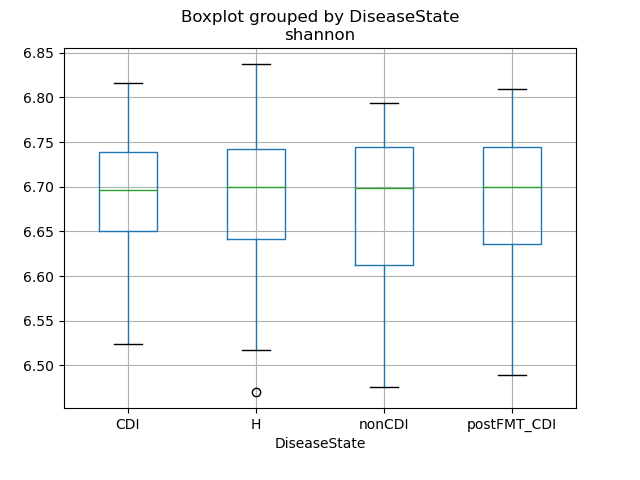 Boxplot grouped by DiseaseState
shannon
6.85
6.80
6.75
6.70
6.65
6.60
6.55
6.50
CDI H nonCDI postFMT_CDI
DiseaseState